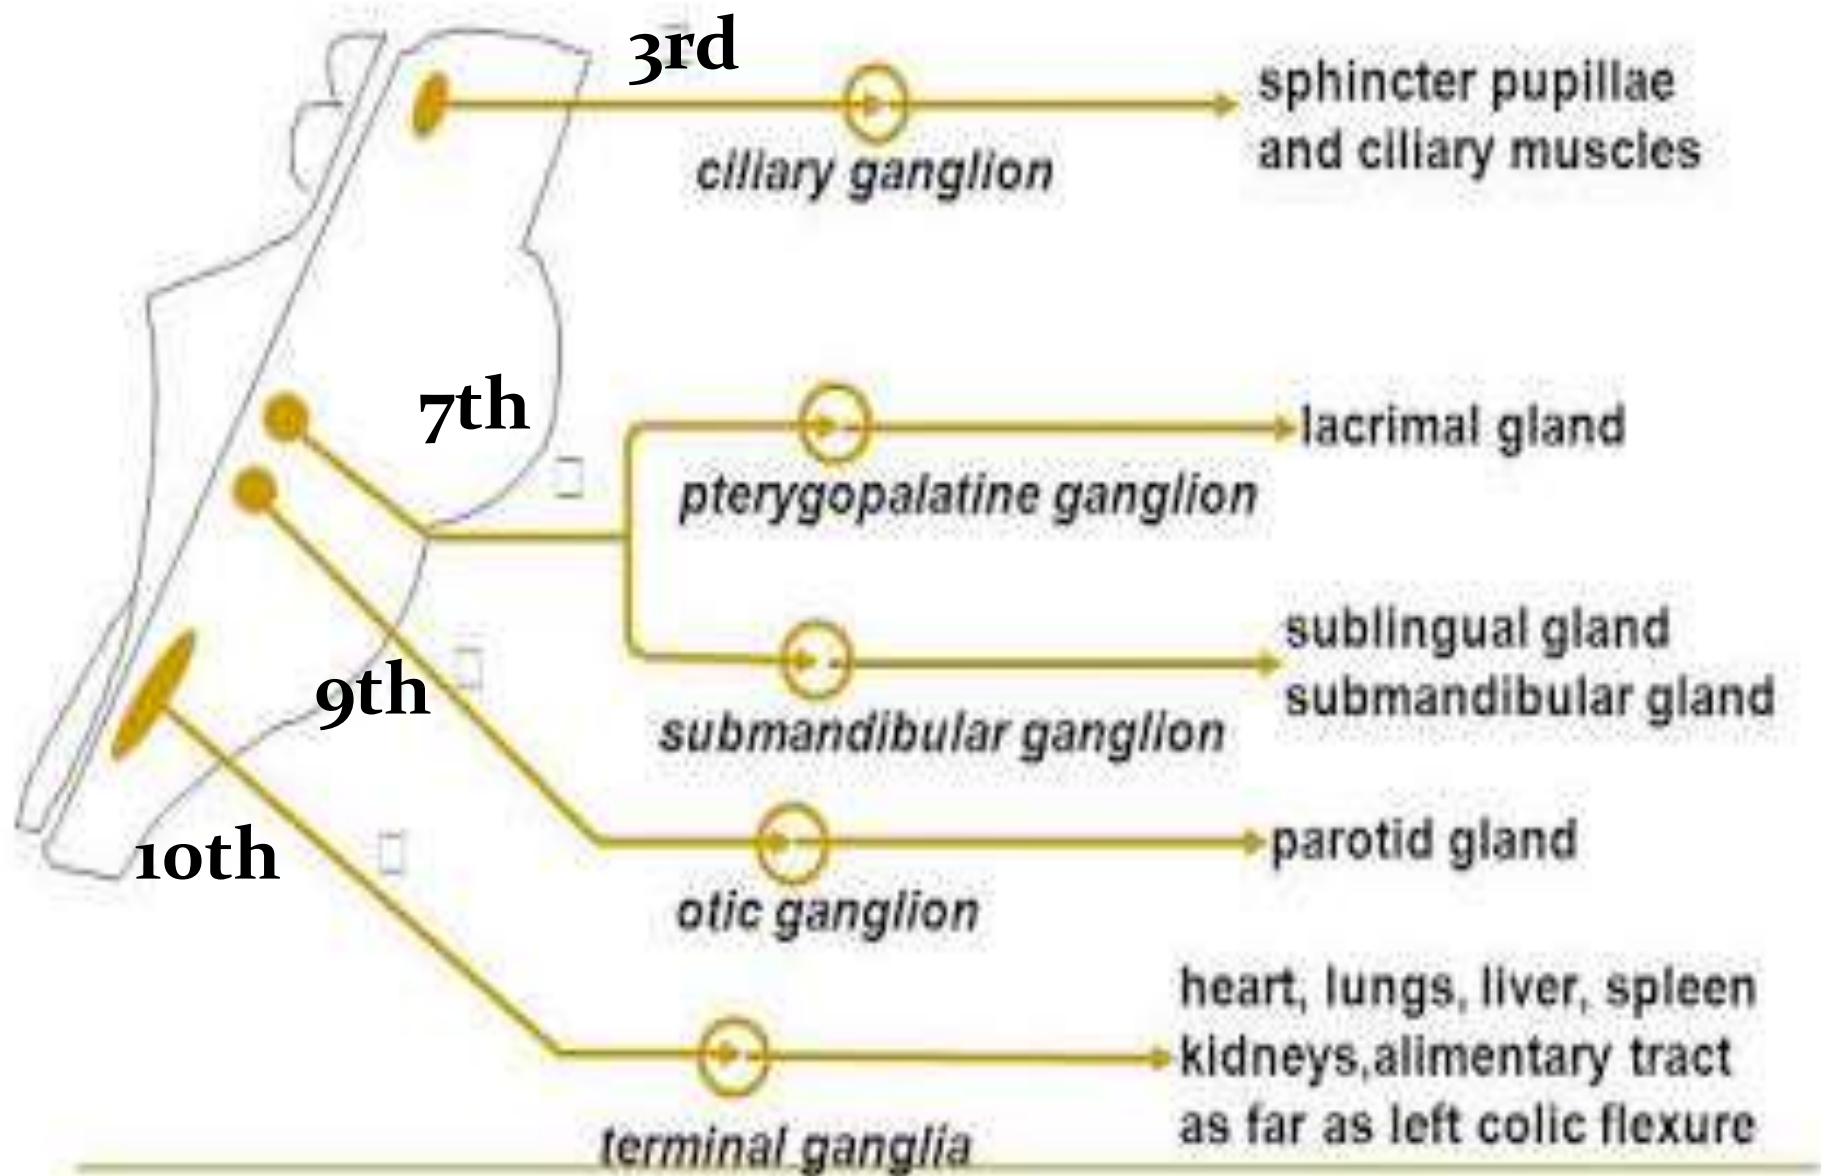 3rd
sphincter pupillae
and ciliary muscles
ciliary ganglion
7th
lacrimal gland
pterygopalatine ganglion
sublingual gland
submandibular gland
9th
submandibular ganglion
10th
parotid gland
otic ganglion
heart, lungs, liver, spleen
kidneys,alimentary tract
as far as left colic flexure
terminal ganglia